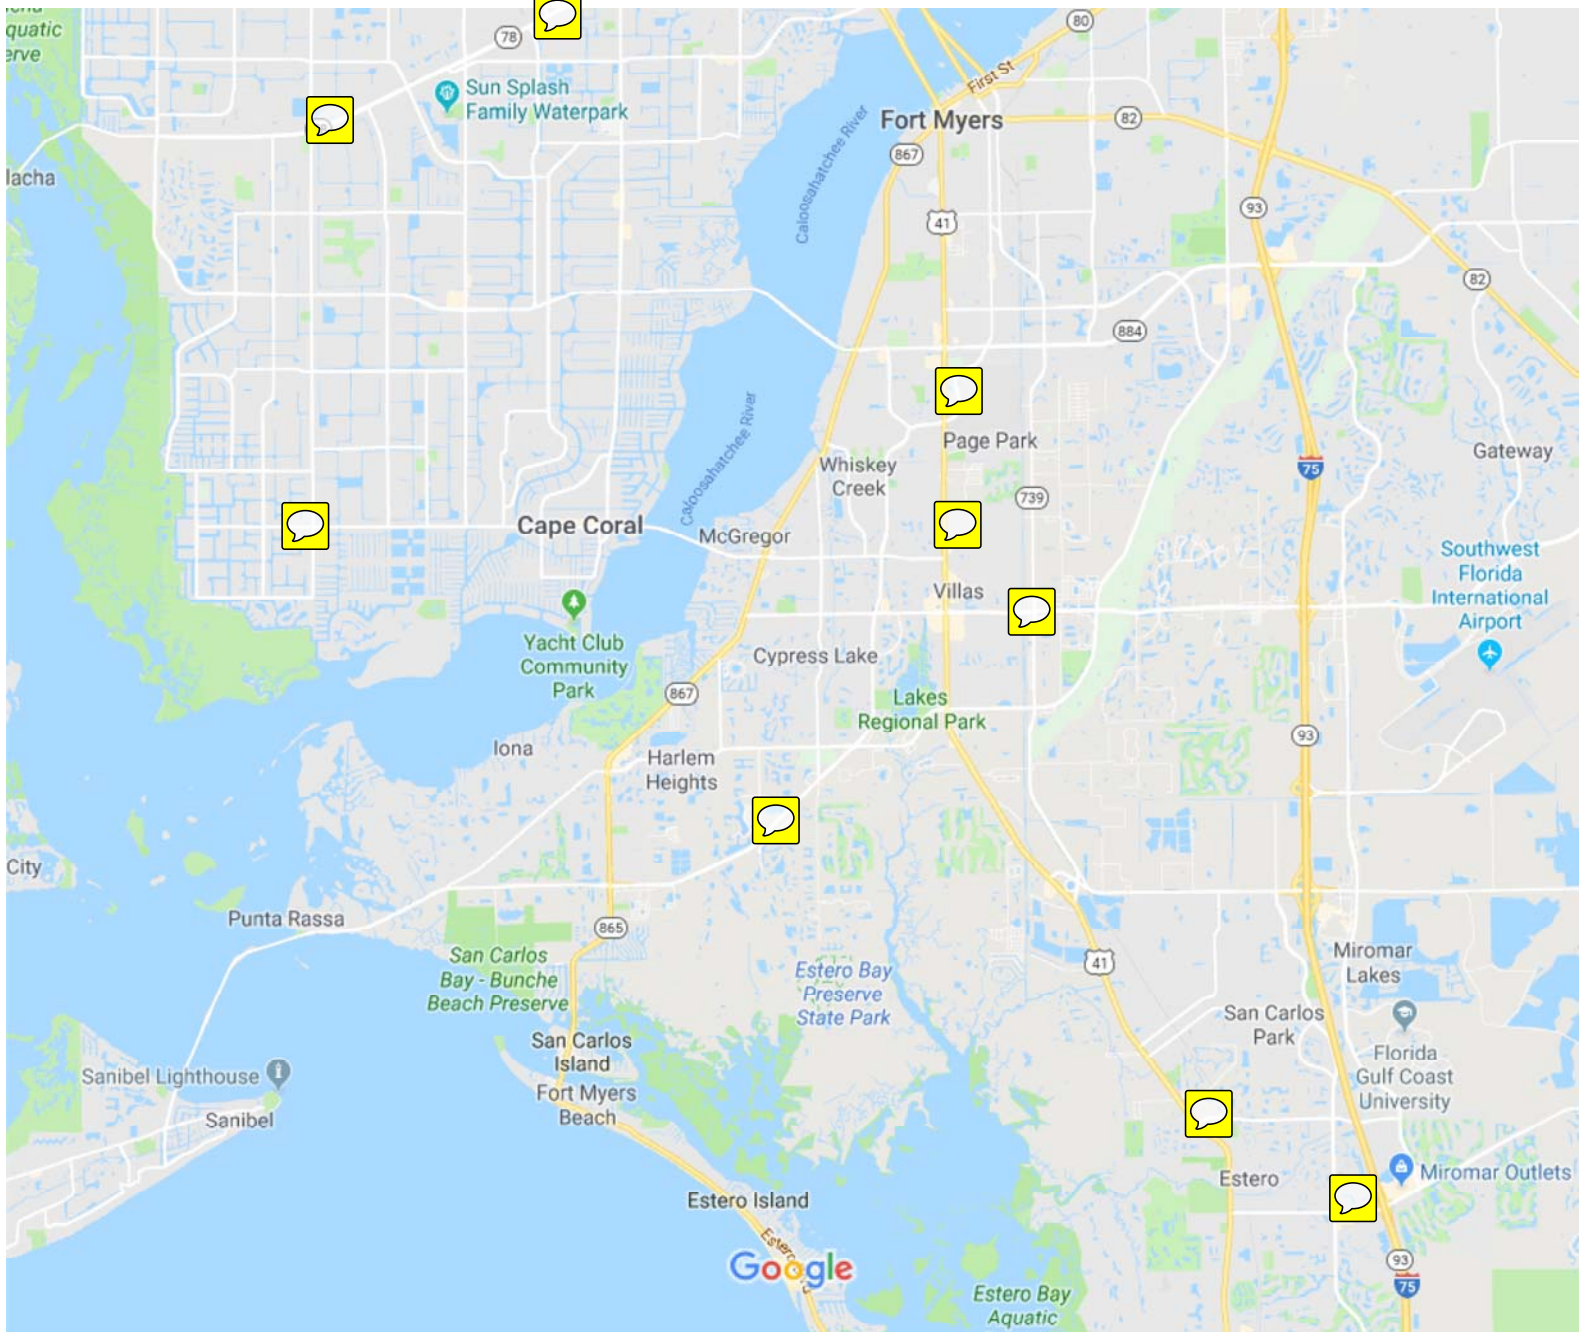 quatic
erve
78
80
First St
Sun Splash
Family Waterpark
Fort Myers
82
Caloosahatchee River
867
lacha
93
41
82
884
Caloosahatchee River
Page Park
Whiskey
Creek
Gateway
75
739
Cape Coral
McGregor
Southwest
Florida
International
Airport
Villas
Yacht Club
Community
Park
Cypress Lake
867
Lakes
Regional Park
93
Iona
Harlem
Heights
City
Punta Rassa
865
San Carlos
Bay - Bunche
Beach Preserve
Estero Bay
Preserve
State Park
41
Miromar
Lakes
San Carlos
Park
San Carlos
Island
Florida
Gulf Coast
University
Sanibel Lighthouse
Fort Myers
Beach
Sanibel
Estero
Miromar Outlets
Estero Island
Google
93
75
Estero Bay
Aquatic